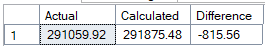 Actual Calculated Difference
1 291059.92 291875.48 -815.56